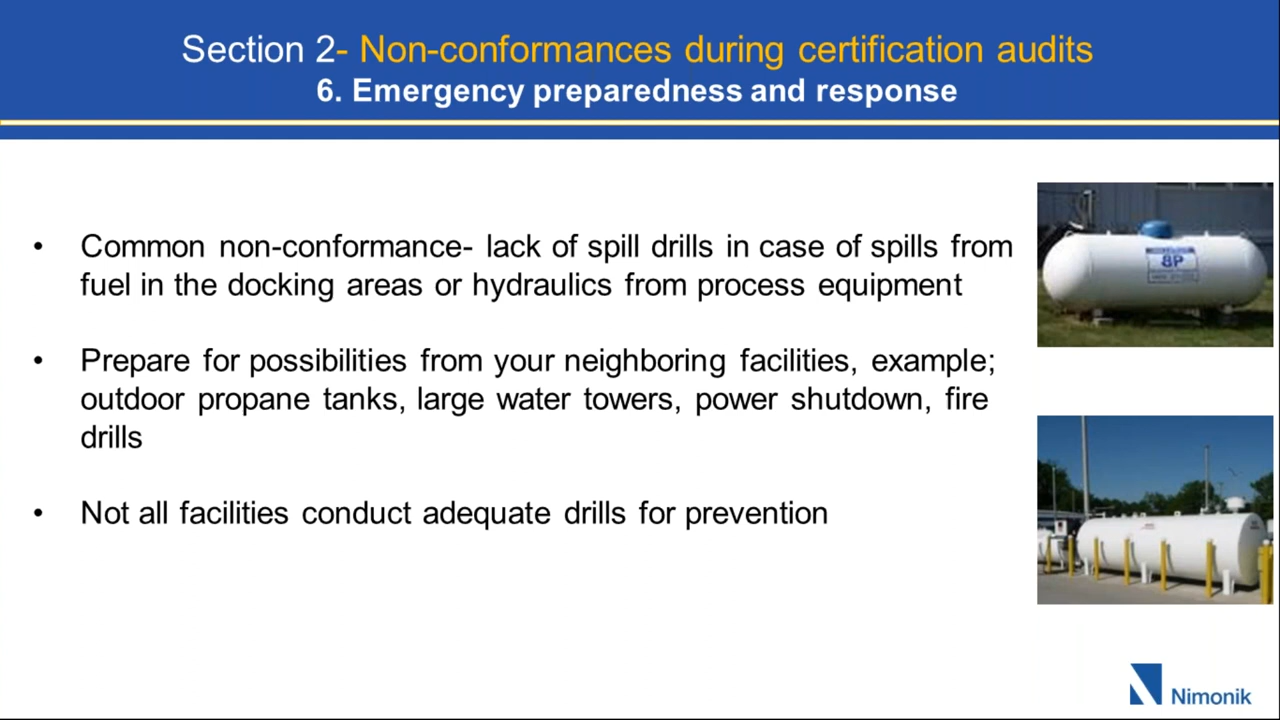 Section 2- Non-conformances during certification audits
6. Emergency preparedness and response
• Common non-conformance- lack of spill drills in case of spills from
fuel in the docking areas or hydraulics from process equipment
• Prepare for possibilities from your neighboring facilities, example;
outdoor propane tanks, large water towers, power shutdown, fire
drills
• Not all facilities conduct adequate drills for prevention
8P
Nimonik